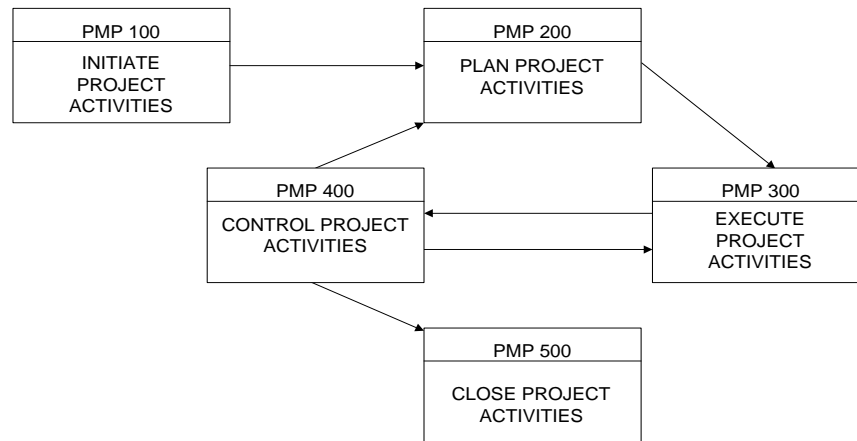 PMP 100
INITIATE
PROJECT
ACTIVITIES
PMP 200
PLAN PROJECT
ACTIVITIES
PMP 400
CONTROL PROJECT
ACTIVITIES
PMP 300
EXECUTE
PROJECT
ACTIVITIES
PMP 500
CLOSE PROJECT
ACTIVITIES